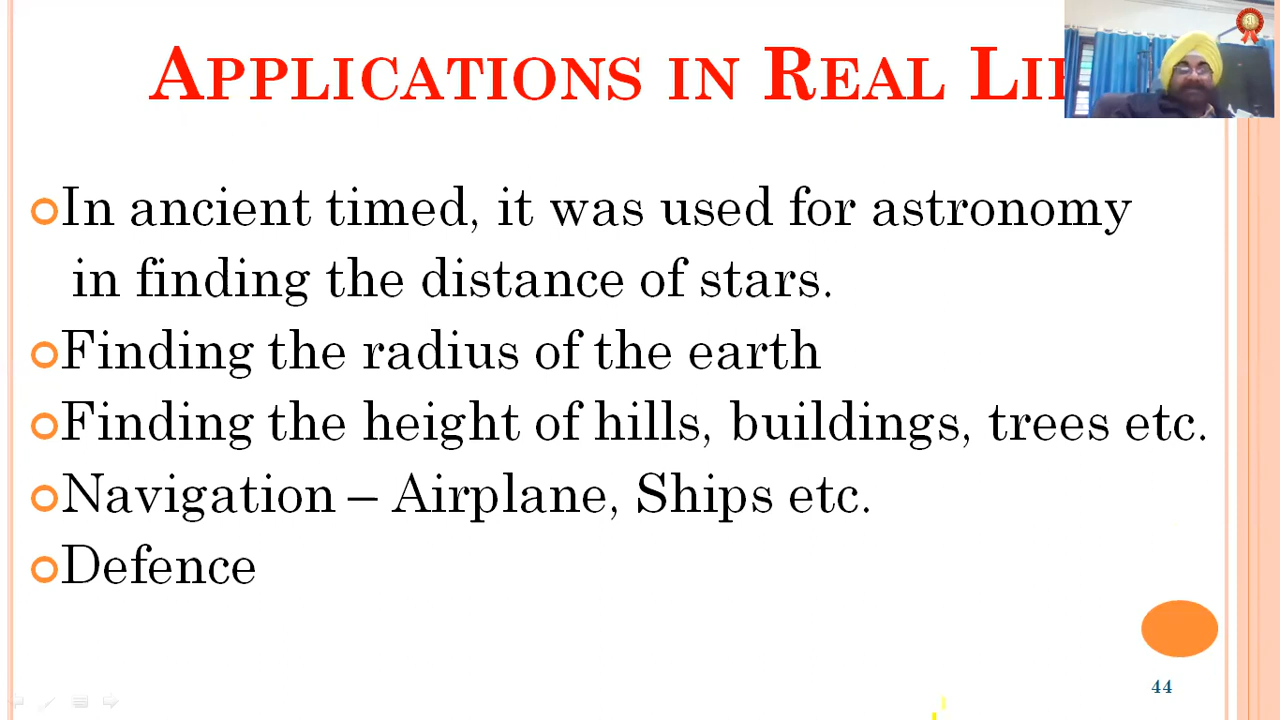 APPLICATIONS IN REAL
In ancient timed, it was used for astronomy
in finding the distance of stars.
Finding the radius of the earth
Finding the height of hills, buildings, trees etc.
Navigation – Airplane, Ships etc.
Defence
44